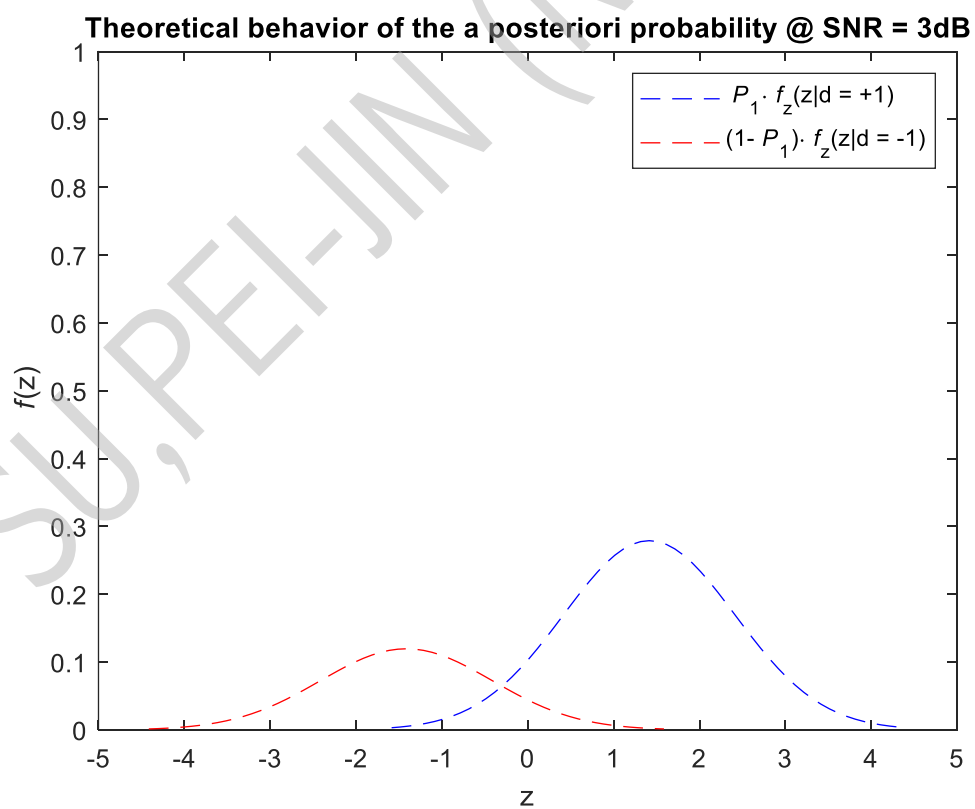 Theoretical behavior of the a posteriori probability @ SNR = 3dB
P1· fz(z|d = +1)
(1- P1)· fz(z|d = -1)
f(z)
1
0.9
0.8
0.7
0.6
0.5
0.4
0.3
0.2
0.1
0
-5 -4 -3 -2 -1 0 1 2 3 4 5
z
SU,PEI-JIN (